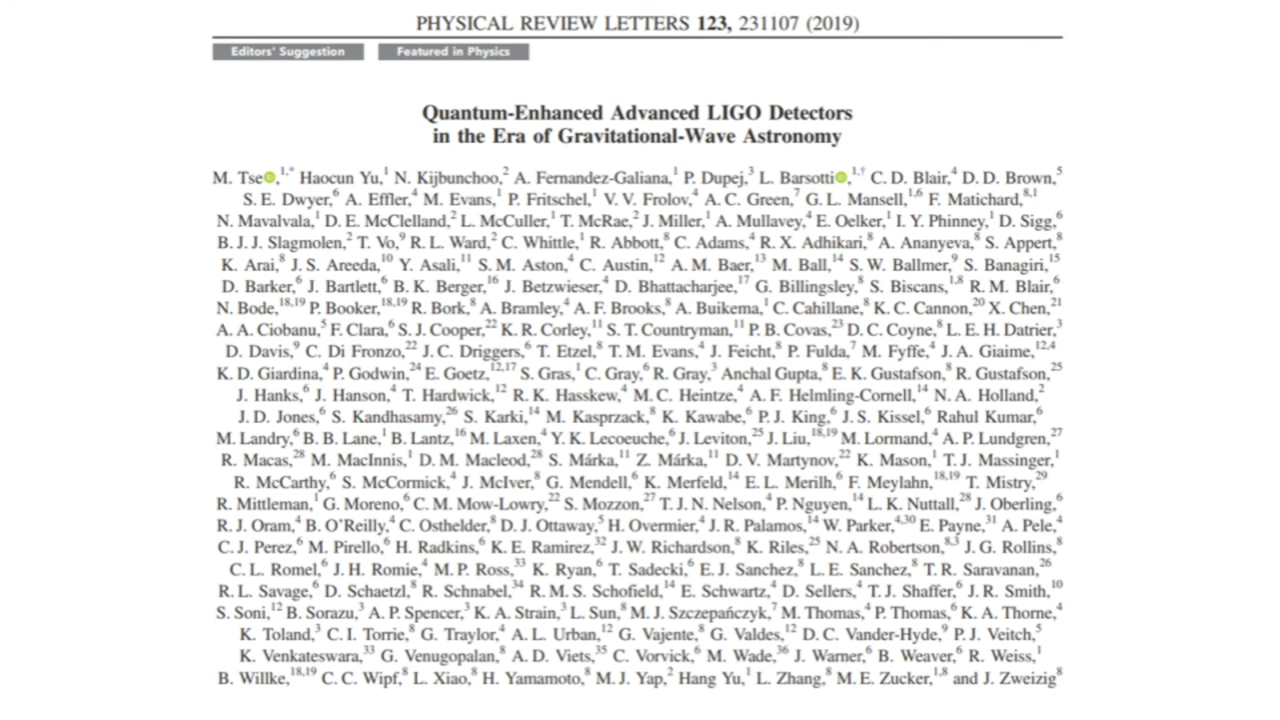 PHYSICAL REVIEW LETTERS 123, 231107 (2019)
Editors' Suggestion Featured in Physics
Quantum-Enhanced Advanced LIGO Detectors
in the Era of Gravitational-Wave Astronomy
M. Tse,1,* Haocun Yu,1 N. Kijbunchoo,2 A. Fernandez-Galiana,1 P. Dupej,3 L. Barsotti,1,† C. D. Blair,4 D. D. Brown,5
S. E. Dwyer,6 A. Effler,4 M. Evans,1 P. Fritschel,1 V. V. Frolov,4 A. C. Green,7 G. L. Mansell,1,6 F. Matichard,8,1
N. Mavalvala,1 D. E. McClelland,2 L. McCuller,1 T. McRae,2 J. Miller,1 A. Mullavey,4 E. Oelker,1 I. Y. Phinney,1 D. Sigg,6
B. J. J. Slagmolen,2 T. Vo,9 R. L. Ward,2 C. Whittle,1 R. Abbott,8 C. Adams,4 R. X. Adhikari,8 A. Ananyeva,8 S. Appert,8
K. Arai,8 J. S. Areeda,10 Y. Asali,11 S. M. Aston,4 C. Austin,12 A. M. Baer,13 M. Ball,14 S. W. Ballmer,9 S. Banagiri,15
D. Barker,6 J. Bartlett,6 B. K. Berger,16 J. Betzwieser,4 D. Bhattacharjee,17 G. Billingsley,8 S. Biscans,1,8 R. M. Blair,6
N. Bode,18,19 P. Booker,18,19 R. Bork,8 A. Bramley,4 A. F. Brooks,8 A. Buikema,1 C. Cahillane,8 K. C. Cannon,20 X. Chen,21
A. A. Ciobanu,5 F. Clara,6 S. J. Cooper,22 K. R. Corley,11 S. T. Countryman,11 P. B. Covas,23 D. C. Coyne,8 L. E. H. Datrier,3
D. Davis,9 C. Di Fronzo,22 J. C. Driggers,6 T. Etzel,8 T. M. Evans,4 J. Feicht,8 P. Fulda,7 M. Fyffe,4 J. A. Giaime,12,4
K. D. Giardina,4 P. Godwin,24 E. Goetz,12,17 S. Gras,1 C. Gray,6 R. Gray,3 Anchal Gupta,8 E. K. Gustafson,8 R. Gustafson,25
J. Hanks,6 J. Hanson,4 T. Hardwick,12 R. K. Hasskew,4 M. C. Heintze,4 A. F. Helmling-Cornell,14 N. A. Holland,2
J. D. Jones,6 S. Kandhasamy,26 S. Karki,14 M. Kasprzack,8 K. Kawabe,6 P. J. King,6 J. S. Kissel,6 Rahul Kumar,6
M. Landry,6 B. B. Lane,1 B. Lantz,16 M. Laxen,4 Y. K. Lecoeuche,6 J. Leviton,25 J. Liu,18,19 M. Lormand,4 A. P. Lundgren,27
R. Macas,28 M. MacInnis,1 D. M. Macleod,28 S. Márka,11 Z. Márka,11 D. V. Martynov,22 K. Mason,1 T. J. Massinger,1
R. McCarthy,6 S. McCormick,4 J. McIver,8 G. Mendell,6 K. Merfeld,14 E. L. Merilh,6 F. Meylahn,18,19 T. Mistry,29
R. Mittleman,1 G. Moreno,6 C. M. Mow-Lowry,22 S. Mozzon,27 T. J. N. Nelson,4 P. Nguyen,14 L. K. Nuttall,28 J. Oberling,6
R. J. Oram,4 B. O'Reilly,4 C. Osthelder,8 D. J. Ottaway,5 H. Overmier,4 J. R. Palamos,14 W. Parker,4,30 E. Payne,31 A. Pele,4
C. J. Perez,6 M. Pirello,6 H. Radkins,6 K. E. Ramirez,32 J. W. Richardson,8 K. Riles,25 N. A. Robertson,8,3 J. G. Rollins,8
C. L. Romel,6 J. H. Romie,4 M. P. Ross,33 K. Ryan,6 T. Sadecki,6 E. J. Sanchez,8 L. E. Sanchez,8 T. R. Saravanan,26
R. L. Savage,6 D. Schaetzl,8 R. Schnabel,34 R. M. S. Schofield,14 E. Schwartz,4 D. Sellers,4 T. J. Shaffer,6 J. R. Smith,10
S. Soni,12 B. Sorazu,3 A. P. Spencer,3 K. A. Strain,3 L. Sun,8 M. J. Szczepańczyk,7 M. Thomas,4 P. Thomas,6 K. A. Thorne,4
K. Toland,3 C. I. Torrie,8 G. Traylor,4 A. L. Urban,12 G. Vajente,8 G. Valdes,12 D. C. Vander-Hyde,9 P. J. Veitch,5
K. Venkateswara,33 G. Venugopalan,8 A. D. Viets,35 C. Vorvick,6 M. Wade,36 J. Warner,6 B. Weaver,6 R. Weiss,1
B. Willke,18,19 C. C. Wipf,8 L. Xiao,8 H. Yamamoto,8 M. J. Yap,2 Hang Yu,1 L. Zhang,8 M. E. Zucker,1,8 and J. Zweizig8